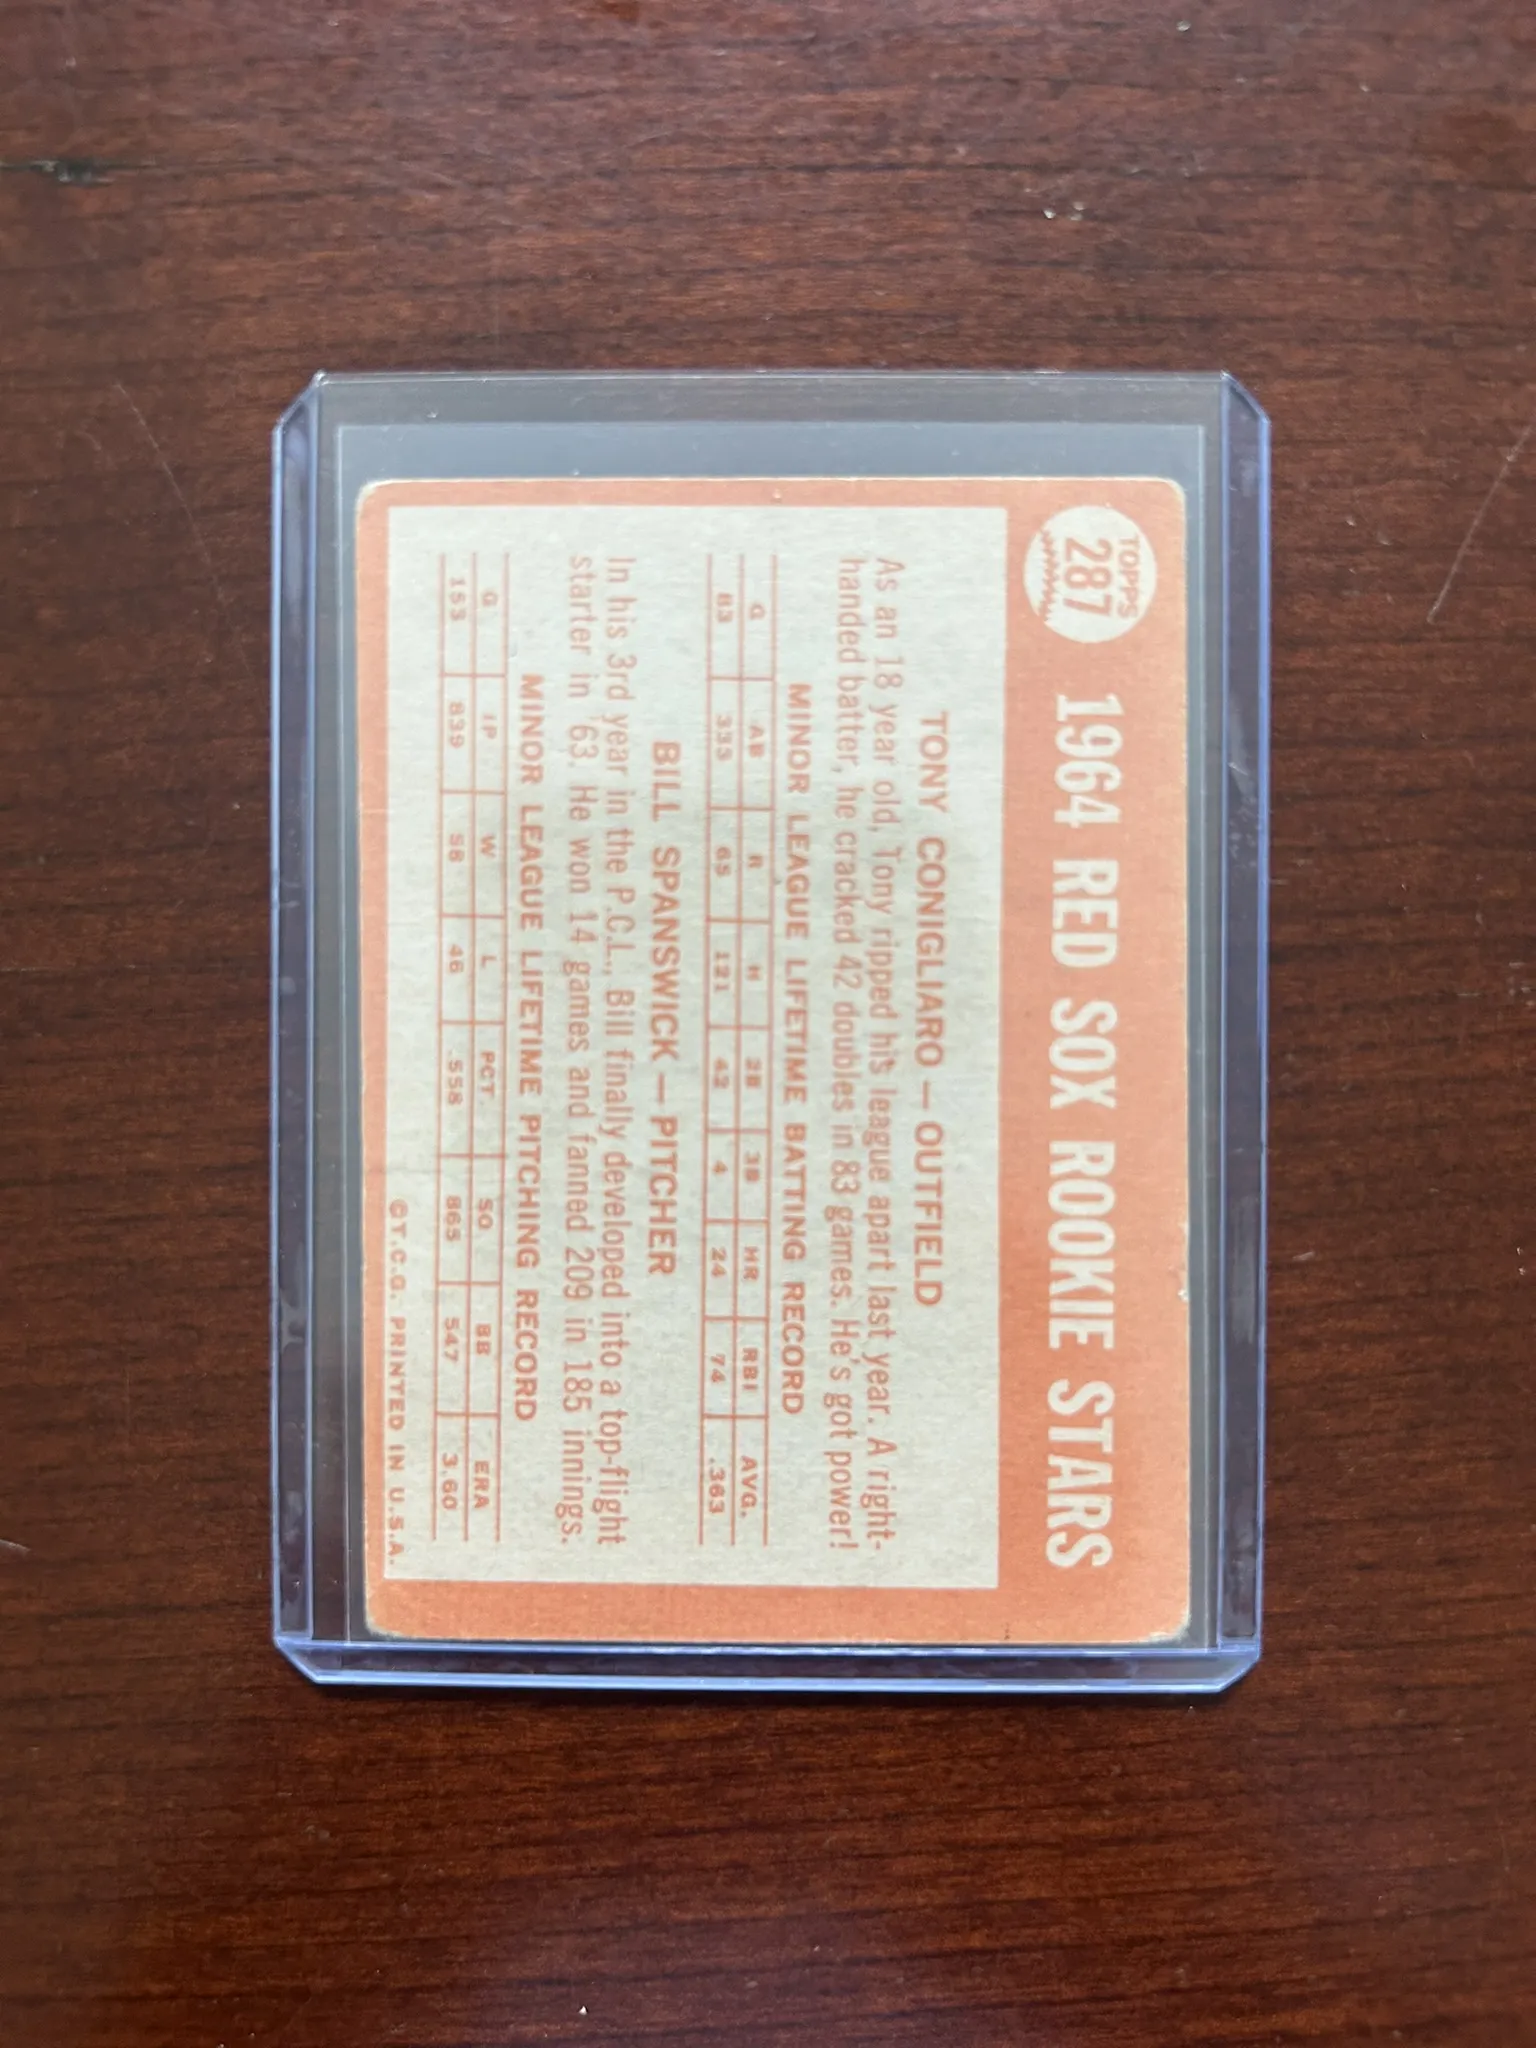 TOPPS
287
1964 RED SOX ROOKIE STARS
TONY CONIGLIARO — OUTFIELD
As an 18 year old, Tony ripped his league apart last year. A right-
handed batter, he cracked 42 doubles in 83 games. He's got power!
MINOR LEAGUE LIFETIME BATTING RECORD
G AB R H 2B 3B HR RBI AVG.
83 333 65 121 42 4 24 74 .363
BILL SPANSWICK — PITCHER
In his 3rd year in the P.C.L., Bill finally developed into a top-flight
starter in '63. He won 14 games and fanned 209 in 185 innings.
MINOR LEAGUE LIFETIME PITCHING RECORD
G IP W L PCT. SO BB ERA
153 839 58 46 .558 865 547 3.60
©T.C.G. PRINTED IN U.S.A.